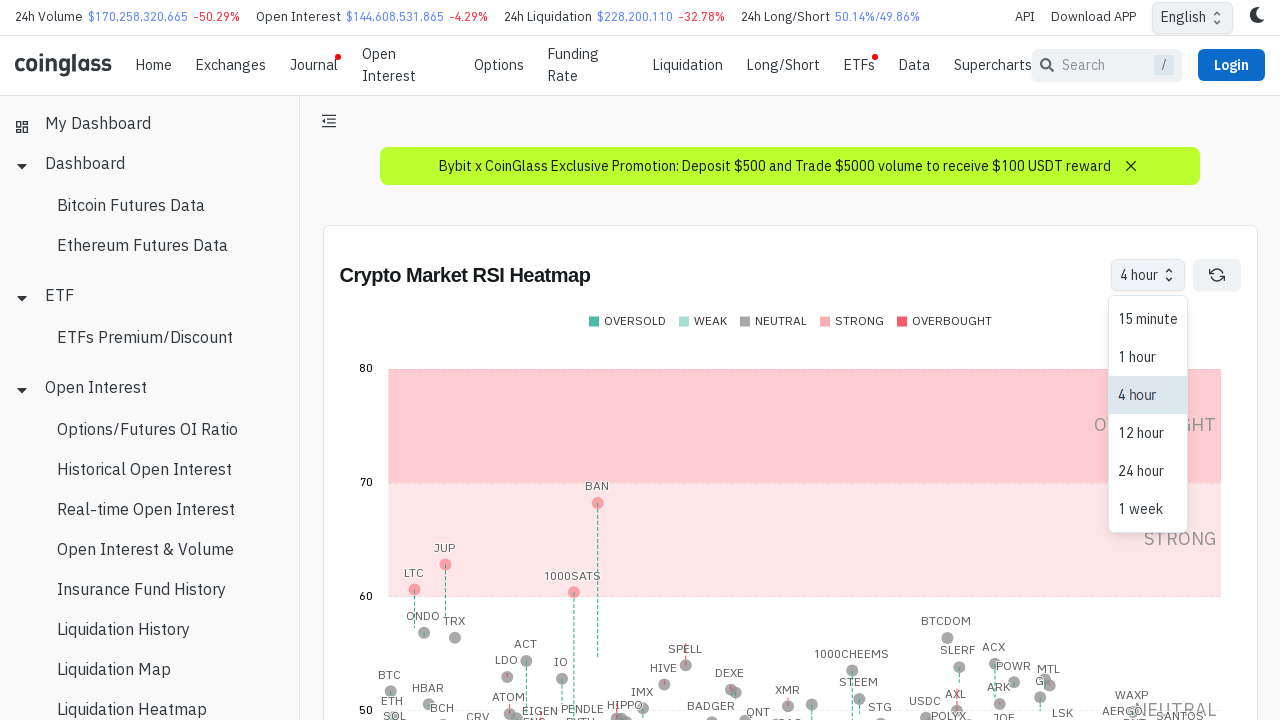 24h Volume $170,258,320,665 -50.29% Open Interest $144,608,531,865 -4.29% 24h Liquidation $228,200,110 -32.78% 24h Long/Short 50.14%/49.86% API Download APP English
coinglass Home Exchanges Journal Open Interest Options Funding Rate Liquidation Long/Short ETFs Data Supercharts Search / Login
My Dashboard
Dashboard
Bitcoin Futures Data
Ethereum Futures Data
ETF
ETFs Premium/Discount
Open Interest
Options/Futures OI Ratio
Historical Open Interest
Real-time Open Interest
Open Interest & Volume
Insurance Fund History
Liquidation History
Liquidation Map
Liquidation Heatmap
Bybit x CoinGlass Exclusive Promotion: Deposit $500 and Trade $5000 volume to receive $100 USDT reward
Crypto Market RSI Heatmap
4 hour
15 minute
1 hour
4 hour
12 hour
24 hour
1 week
OVERSOLD WEAK NEUTRAL STRONG OVERBOUGHT
80
70
STRONG
60
50
NEUTRAL
BAN
JUP
LTC
1000SATS
ONDO
TRX
BTCDOM
ACT
SPELL
SLERF
ACX
1000CHEEMS
LDO
IO
HIVE
DEXE
POWR
MTL
BTC
STEEM
HBAR
IMX
XMR
AXL
ARK
WAXP
ETH
ATOM
BCH
EIGEN
PENDLE
HIPPO
BADGER
STG
USDC
LSK
CRV
QNT
POLYX
JOE
SANTOS